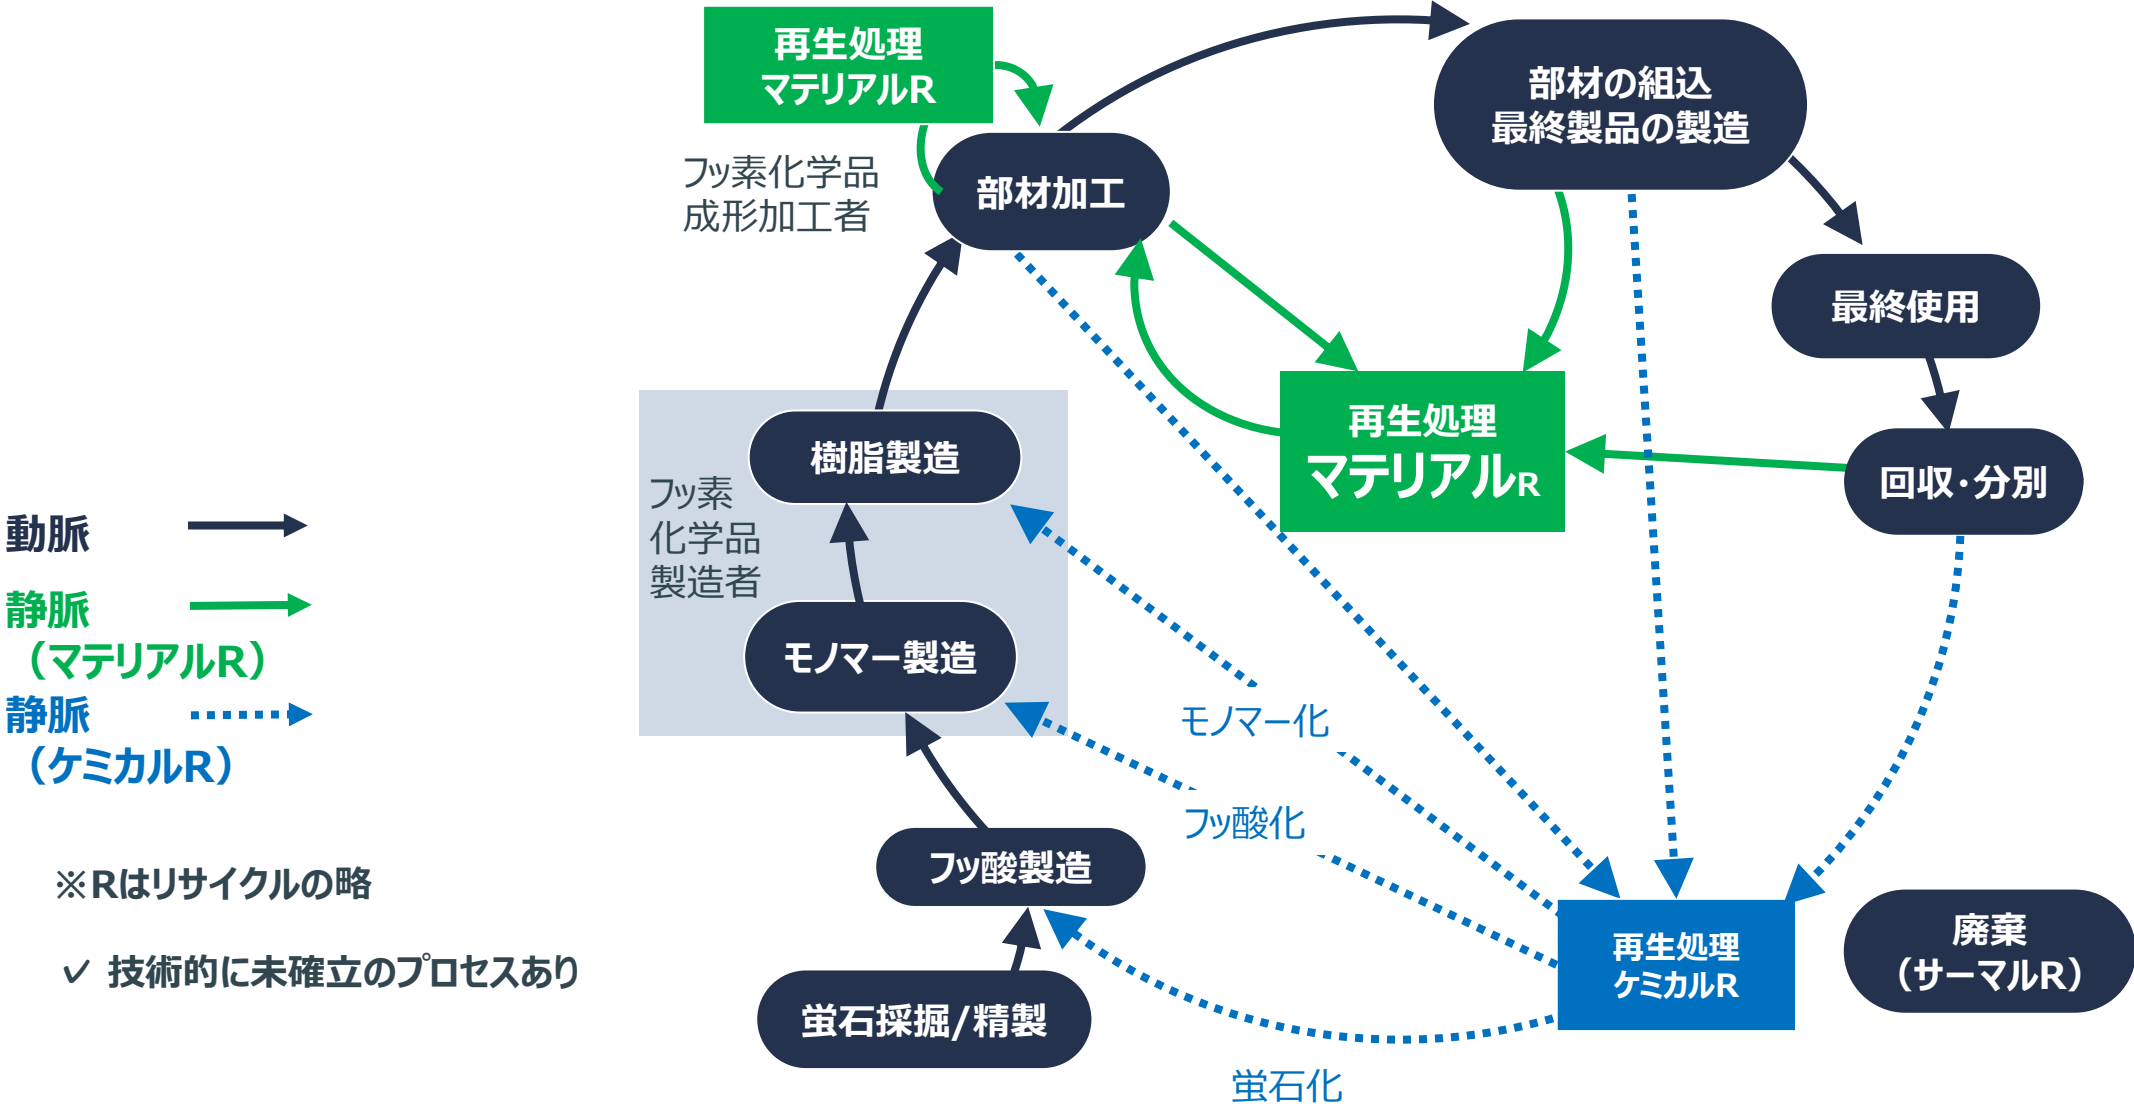 再生処理
マテリアルR
部材の組込
最終製品の製造
フッ素化学品
成形加工者
部材加工
最終使用
再生処理
マテリアルR
樹脂製造
回収・分別
フッ素
化学品
製造者
動脈
静脈
（マテリアルR）
静脈
（ケミカルR）
モノマー製造
モノマー化
フッ酸化
フッ酸製造
※Rはリサイクルの略
✓ 技術的に未確立のプロセスあり
再生処理
ケミカルR
廃棄
（サーマルR）
蛍石採掘/精製
蛍石化